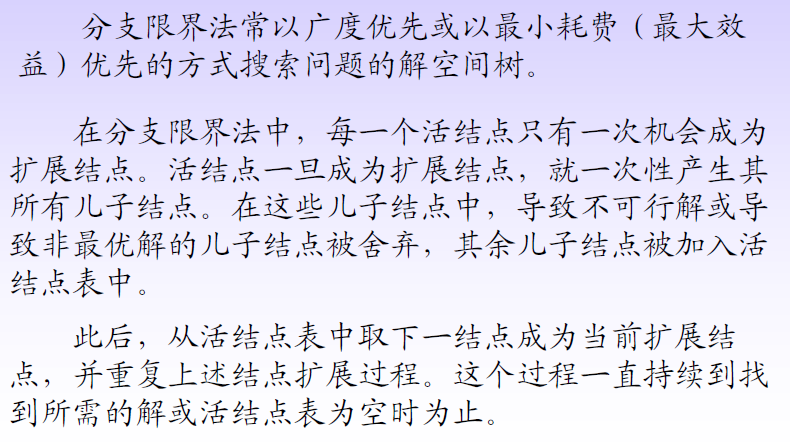 分支限界法常以广度优先或以最小耗费（最大效
益）优先的方式搜索问题的解空间树。
在分支限界法中，每一个活结点只有一次机会成为
扩展结点。活结点一旦成为扩展结点，就一次性产生其
所有儿子结点。在这些儿子结点中，导致不可行解或导
致非最优解的儿子结点被舍弃，其余儿子结点被加入活
结点表中。
此后，从活结点表中取下一结点成为当前扩展结
点，并重复上述结点扩展过程。这个过程一直持续到找
到所需的解或活结点表为空时为止。